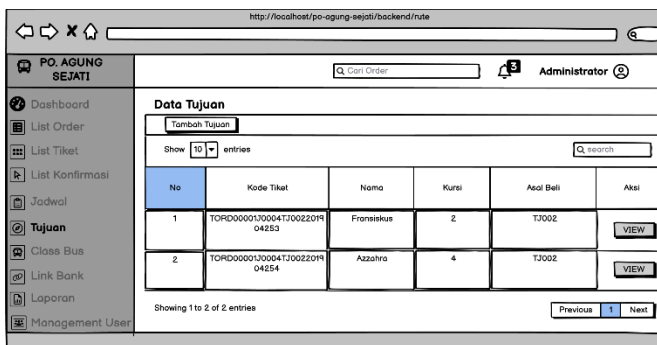 http://localhost/po-agung-sejati/backend/rute
PO. AGUNG
SEJATI
Cari Order
3
Administrator
Dashboard
List Order
List Tiket
List Konfirmasi
Jadwal
Tujuan
Class Bus
Link Bank
Laporan
Management User
Data Tujuan
Tambah Tujuan
Show 10 entries
search
No Kode Tiket Nama Kursi Asal Beli Aksi
1 TORD00001J0004TJ0022019 Fransiskus 2 TJ002
04253
VIEW
2 TORD00001J0004TJ0022019 Azzahra 4 TJ002
04254
VIEW
Showing 1 to 2 of 2 entries
Previous 1 Next